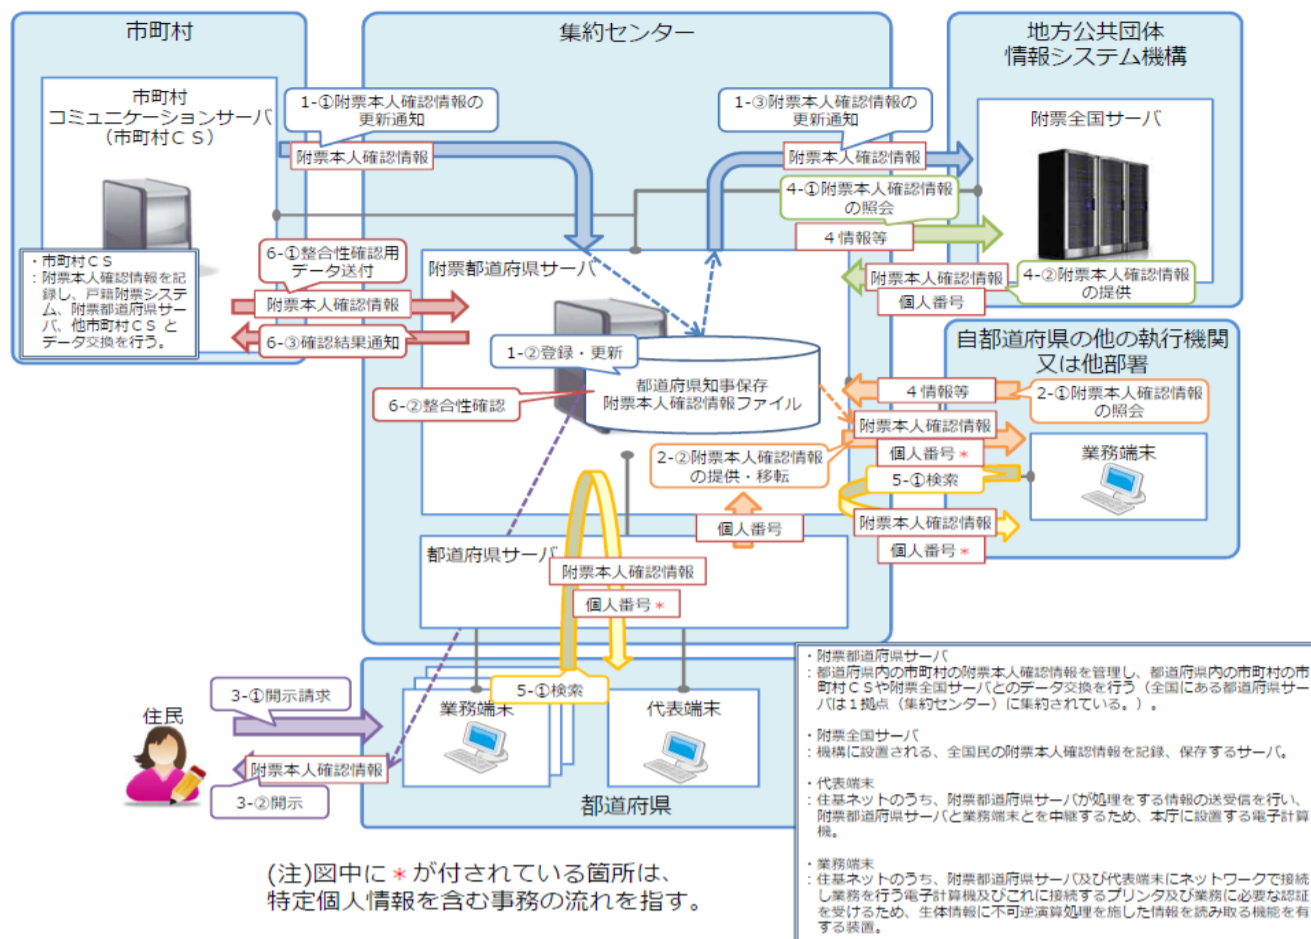 市町村
集約センター
地方公共団体
情報システム機構
市町村
コミュニケーションサーバ
(市町村CS)
1-①附票本人確認情報の
更新通知
附票本人確認情報
1-③附票本人確認情報の
更新通知
附票本人確認情報
附票全国サーバ
4-①附票本人確認情報
の照会
4情報等
附票本人確認情報
個人番号
4-②附票本人確認情報
の提供
・市町村CS
:附票本人確認情報を記
録し、戸籍附票システ
ム、附票都道府県サー
バ、他市町村CS と
データ交換を行う。
6-①整合性確認用
データ送付
附票本人確認情報
6-③確認結果通知
附票都道府県サーバ
1-②登録・更新
都道府県知事保存
附票本人確認情報ファイル
6-②整合性確認
自都道府県の他の執行機関
又は他部署
4情報等
2-①附票本人確認情報
の照会
附票本人確認情報
個人番号*
2-②附票本人確認情報
の提供・移転
業務端末
5-①検索
附票本人確認情報
個人番号*
個人番号
都道府県サーバ
附票本人確認情報
個人番号*
5-①検索
業務端末
代表端末
都道府県
3-①開示請求
住民
附票本人確認情報
3-②開示
・附票都道府県サーバ
:都道府県内の市町村の附票本人確認情報を管理し、都道府県内の市町村の市
町村CSや附票全国サーバとのデータ交換を行う(全国にある都道府県サー
バは1拠点(集約センター)に集約されている。)。
・附票全国サーバ
:機構に設置される、全国民の附票本人確認情報を記録、保存するサーバ。
・代表端末
:住基ネットのうち、附票都道府県サーバが処理をする情報の送受信を行い、
附票都道府県サーバと業務端末とを中継するため、本庁に設置する電子計算
機。
・業務端末
:住基ネットのうち、附票都道府県サーバ及び代表端末にネットワークで接続
し業務を行う電子計算機及びこれに接続するプリンタ及び業務に必要な認証
を受けるため、生体情報に不可逆演算処理を施した情報を読み取る機能を有
する装置。
(注)図中に * が付されている箇所は、
特定個人情報を含む事務の流れを指す。